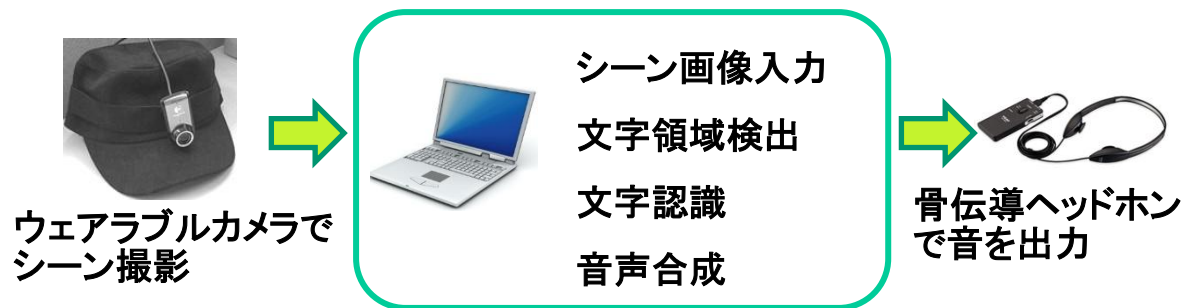 ウェアラブルカメラで
シーン撮影
シーン画像入力
文字領域検出
文字認識
音声合成
骨伝導ヘッドホン
で音を出力